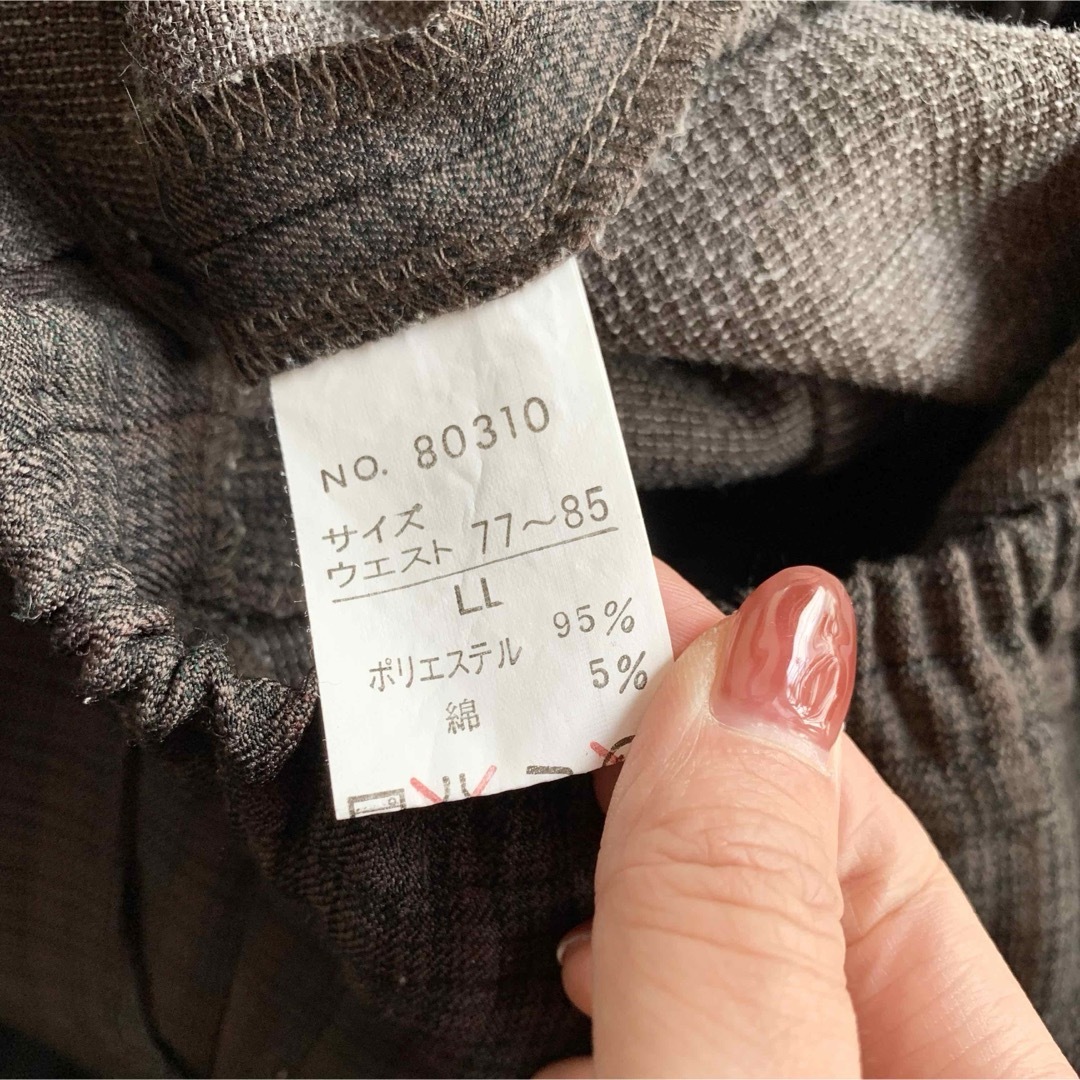 NO. 80310
サイズ
ウエスト 77〜85
LL
ポリエステル 95%
綿 5%